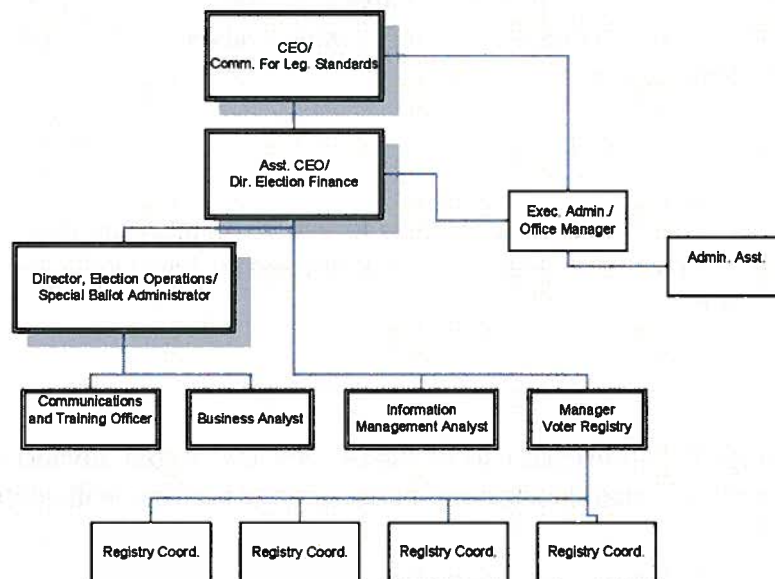 CEO/
Comm. For Leg. Standards
Asst. CEO/
Dir. Election Finance
Exec. Admin./
Office Manager
Admin. Asst.
Director, Election Operations/
Special Ballot Administrator
Communications
and Training Officer
Business Analyst
Information
Management Analyst
Manager
Voter Registry
Registry Coord.
Registry Coord.
Registry Coord.
Registry Coord.